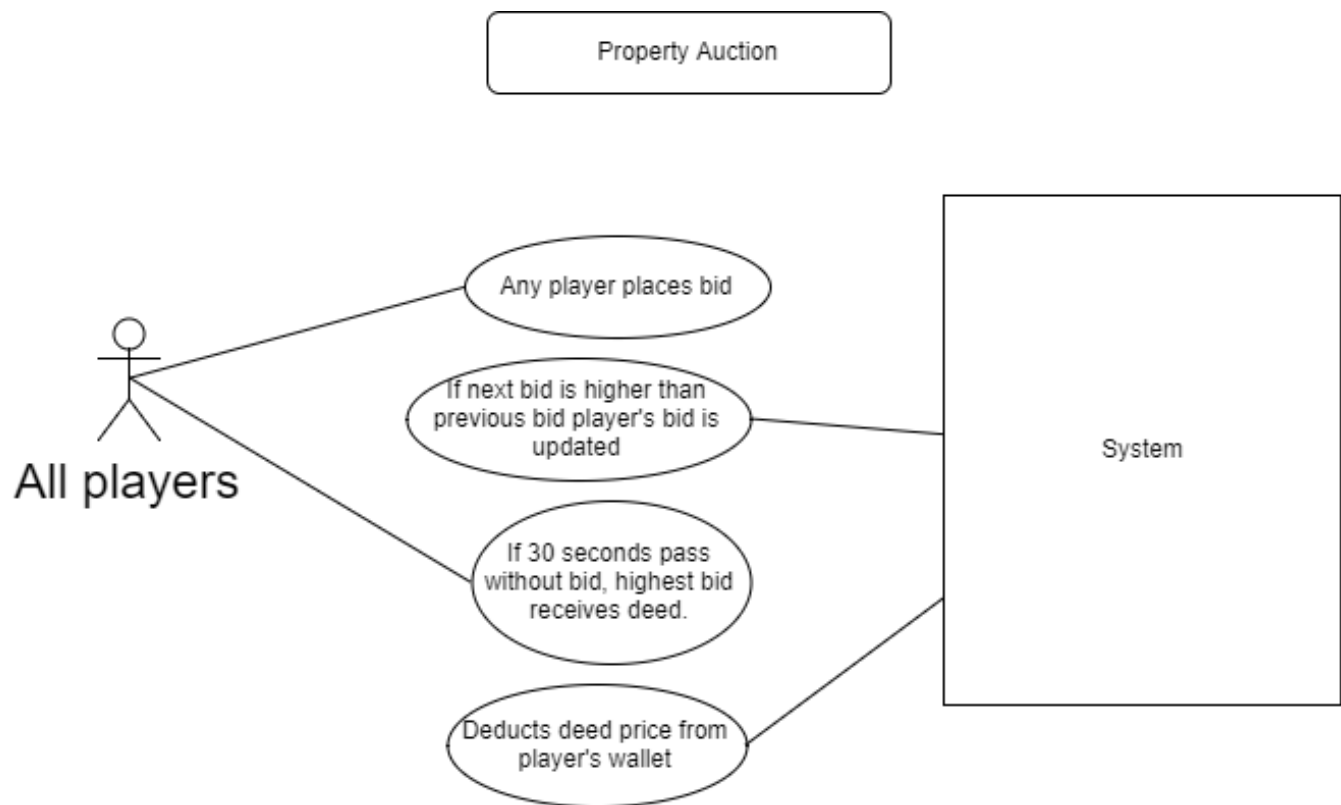 Property Auction
Any player places bid
If next bid is higher than
previous bid player's bid is
updated
System
All players
If 30 seconds pass
without bid, highest bid
receives deed.
Deducts deed price from
player's wallet